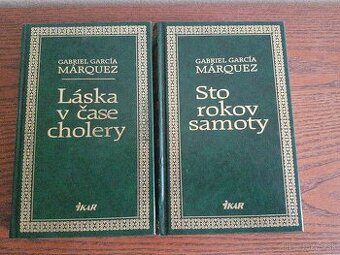 GABRIEL GARCÍA
MÁRQUEZ
Láska
v čase
cholery
IKAR
GABRIEL GARCÍA
MÁRQUEZ
Sto
rokov
samoty
IKAR